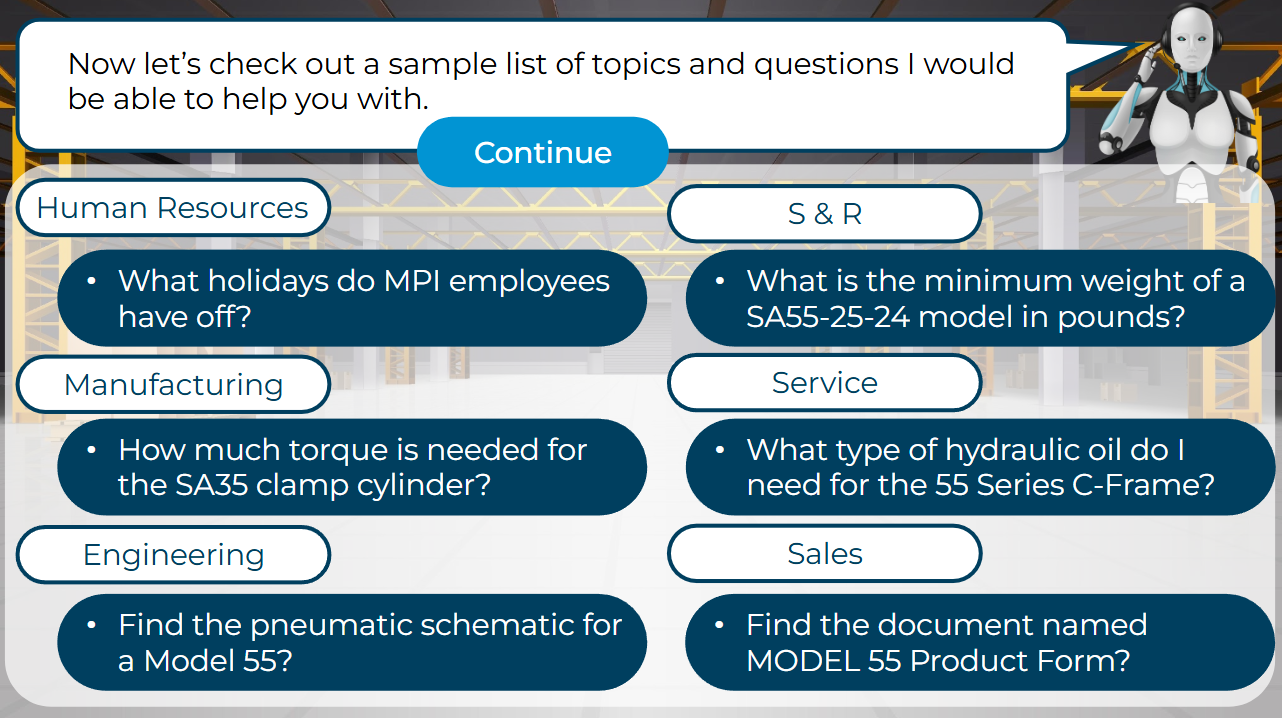 Now let’s check out a sample list of topics and questions I would
be able to help you with.
Continue
Human Resources
• What holidays do MPI employees
have off?
Manufacturing
• How much torque is needed for
the SA35 clamp cylinder?
Engineering
• Find the pneumatic schematic for
a Model 55?
S & R
• What is the minimum weight of a
SA55-25-24 model in pounds?
Service
• What type of hydraulic oil do I
need for the 55 Series C-Frame?
Sales
• Find the document named
MODEL 55 Product Form?